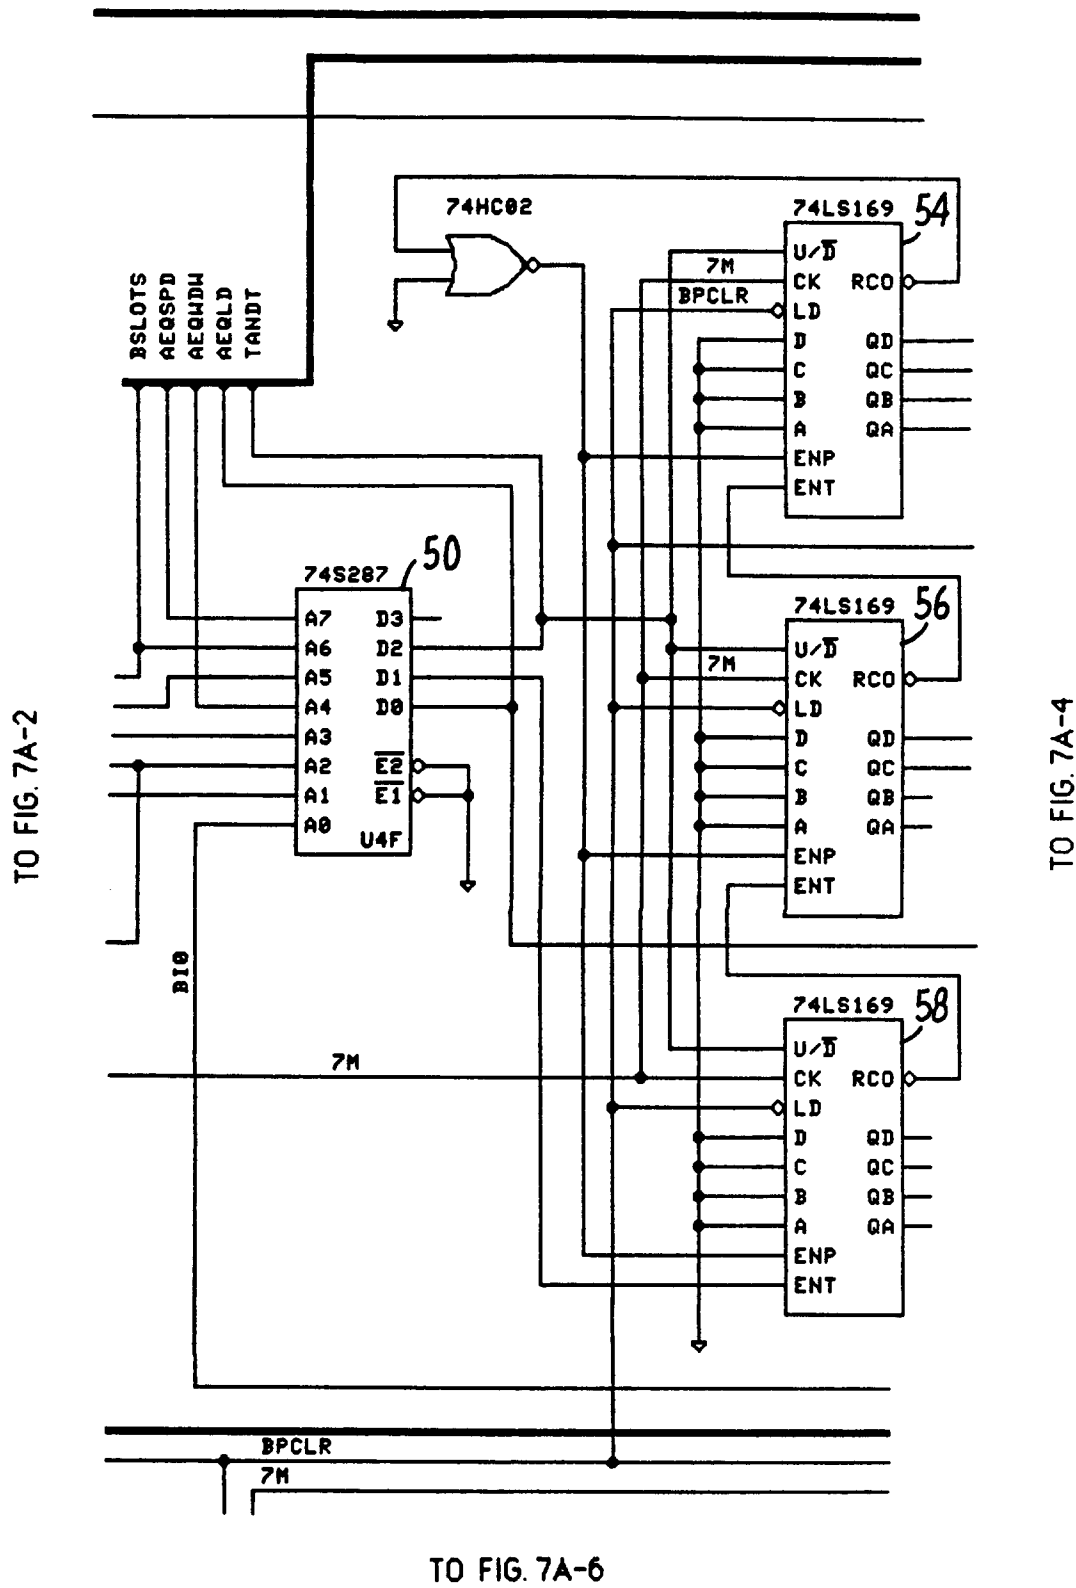 74HC02
74LS169
54
U/D
CK
LD
D
C
B
A
ENP
ENT
RCO
QD
QC
QB
QA
7M
BPCLR
BSLOTS
AEQSPD
AEQWDW
AEQLD
TANDT
74S287
50
A7
A6
A5
A4
A3
A2
A1
A0
D3
D2
D1
D0
E2
E1
U4F
74LS169
56
U/D
CK
LD
D
C
B
A
ENP
ENT
RCO
QD
QC
QB
QA
7M
TO FIG. 7A-2
TO FIG. 7A-4
BI0
7M
74LS169
58
U/D
CK
LD
D
C
B
A
ENP
ENT
RCO
QD
QC
QB
QA
BPCLR
7M
TO FIG. 7A-6